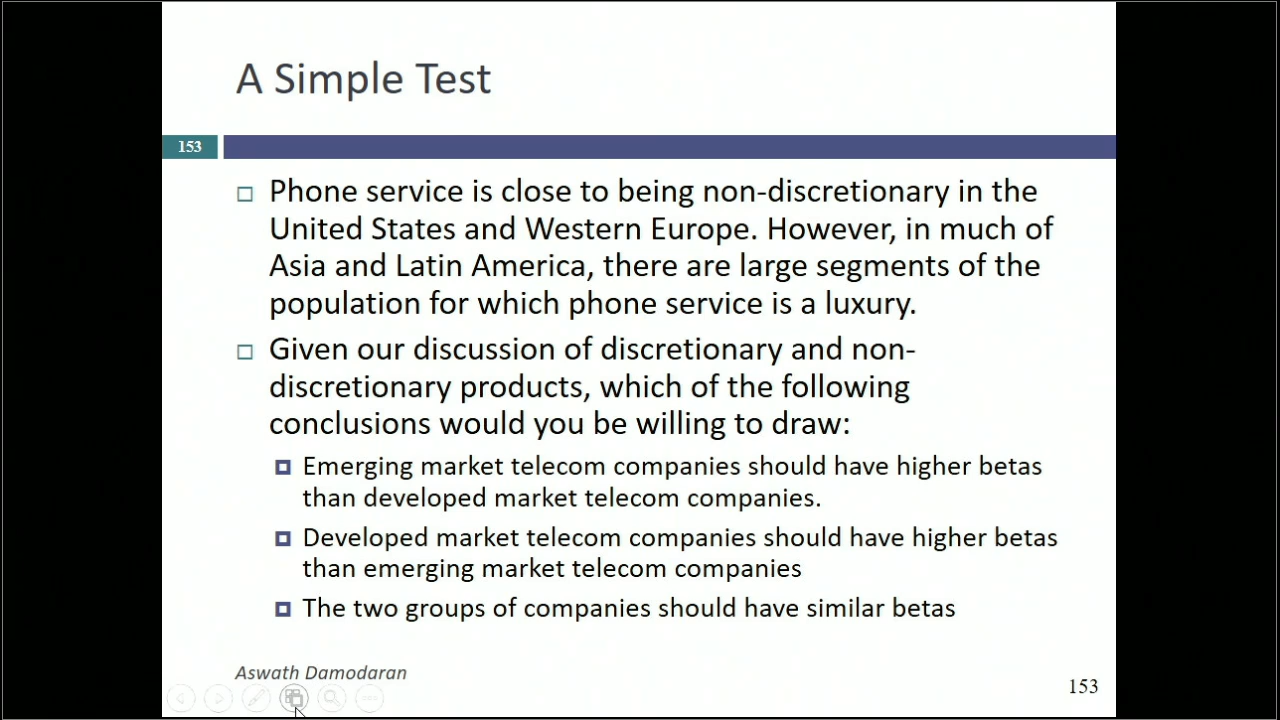 A Simple Test
153
Phone service is close to being non-discretionary in the
United States and Western Europe. However, in much of
Asia and Latin America, there are large segments of the
population for which phone service is a luxury.
Given our discussion of discretionary and non-
discretionary products, which of the following
conclusions would you be willing to draw:
Emerging market telecom companies should have higher betas
than developed market telecom companies.
Developed market telecom companies should have higher betas
than emerging market telecom companies
The two groups of companies should have similar betas
Aswath Damodaran
153